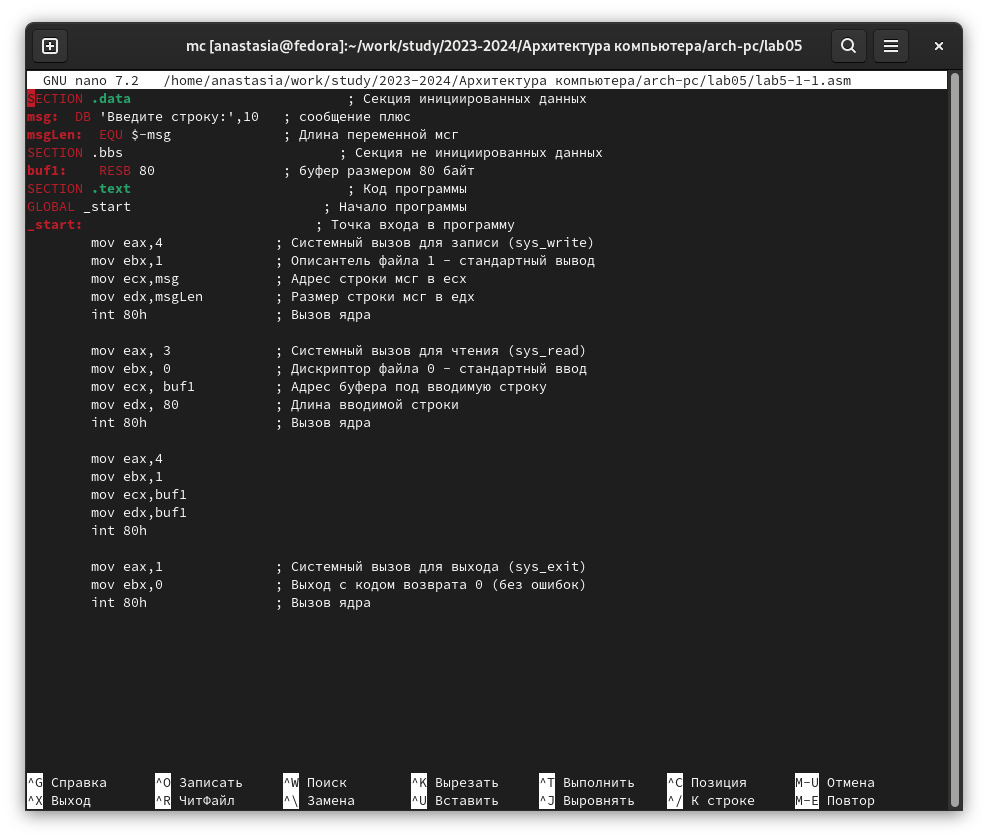 mc [anastasia@fedora]:~/work/study/2023-2024/Архитектура компьютера/arch-pc/lab05
GNU nano 7.2 /home/anastasia/work/study/2023-2024/Архитектура компьютера/arch-pc/lab05/lab5-1-1.asm
SECTION .data ; Секция инициированных данных
msg: DB 'Введите строку:',10 ; сообщение плюс
msgLen: EQU $-msg ; Длина переменной мсг
SECTION .bbs ; Секция не инициированных данных
buf1: RESB 80 ; буфер размером 80 байт
SECTION .text ; Код программы
GLOBAL _start ; Начало программы
_start: ; Точка входа в программу
mov eax,4 ; Системный вызов для записи (sys_write)
mov ebx,1 ; Описантель файла 1 - стандартный вывод
mov ecx,msg ; Адрес строки мсг в есх
mov edx,msgLen ; Размер строки мсг в едх
int 80h ; Вызов ядра
mov eax, 3 ; Системный вызов для чтения (sys_read)
mov ebx, 0 ; Дискриптор файла 0 - стандартный ввод
mov ecx, buf1 ; Адрес буфера под вводимую строку
mov edx, 80 ; Длина вводимой строки
int 80h ; Вызов ядра
mov eax,4
mov ebx,1
mov ecx,buf1
mov edx,buf1
int 80h
mov eax,1 ; Системный вызов для выхода (sys_exit)
mov ebx,0 ; Выход с кодом возврата 0 (без ошибок)
int 80h ; Вызов ядра
^G Справка ^O Записать ^W Поиск ^K Вырезать ^T Выполнить ^C Позиция M-U Отмена
^X Выход ^R ЧитФайл ^\ Замена ^U Вставить ^J Выровнять ^/ К строке M-E Повтор